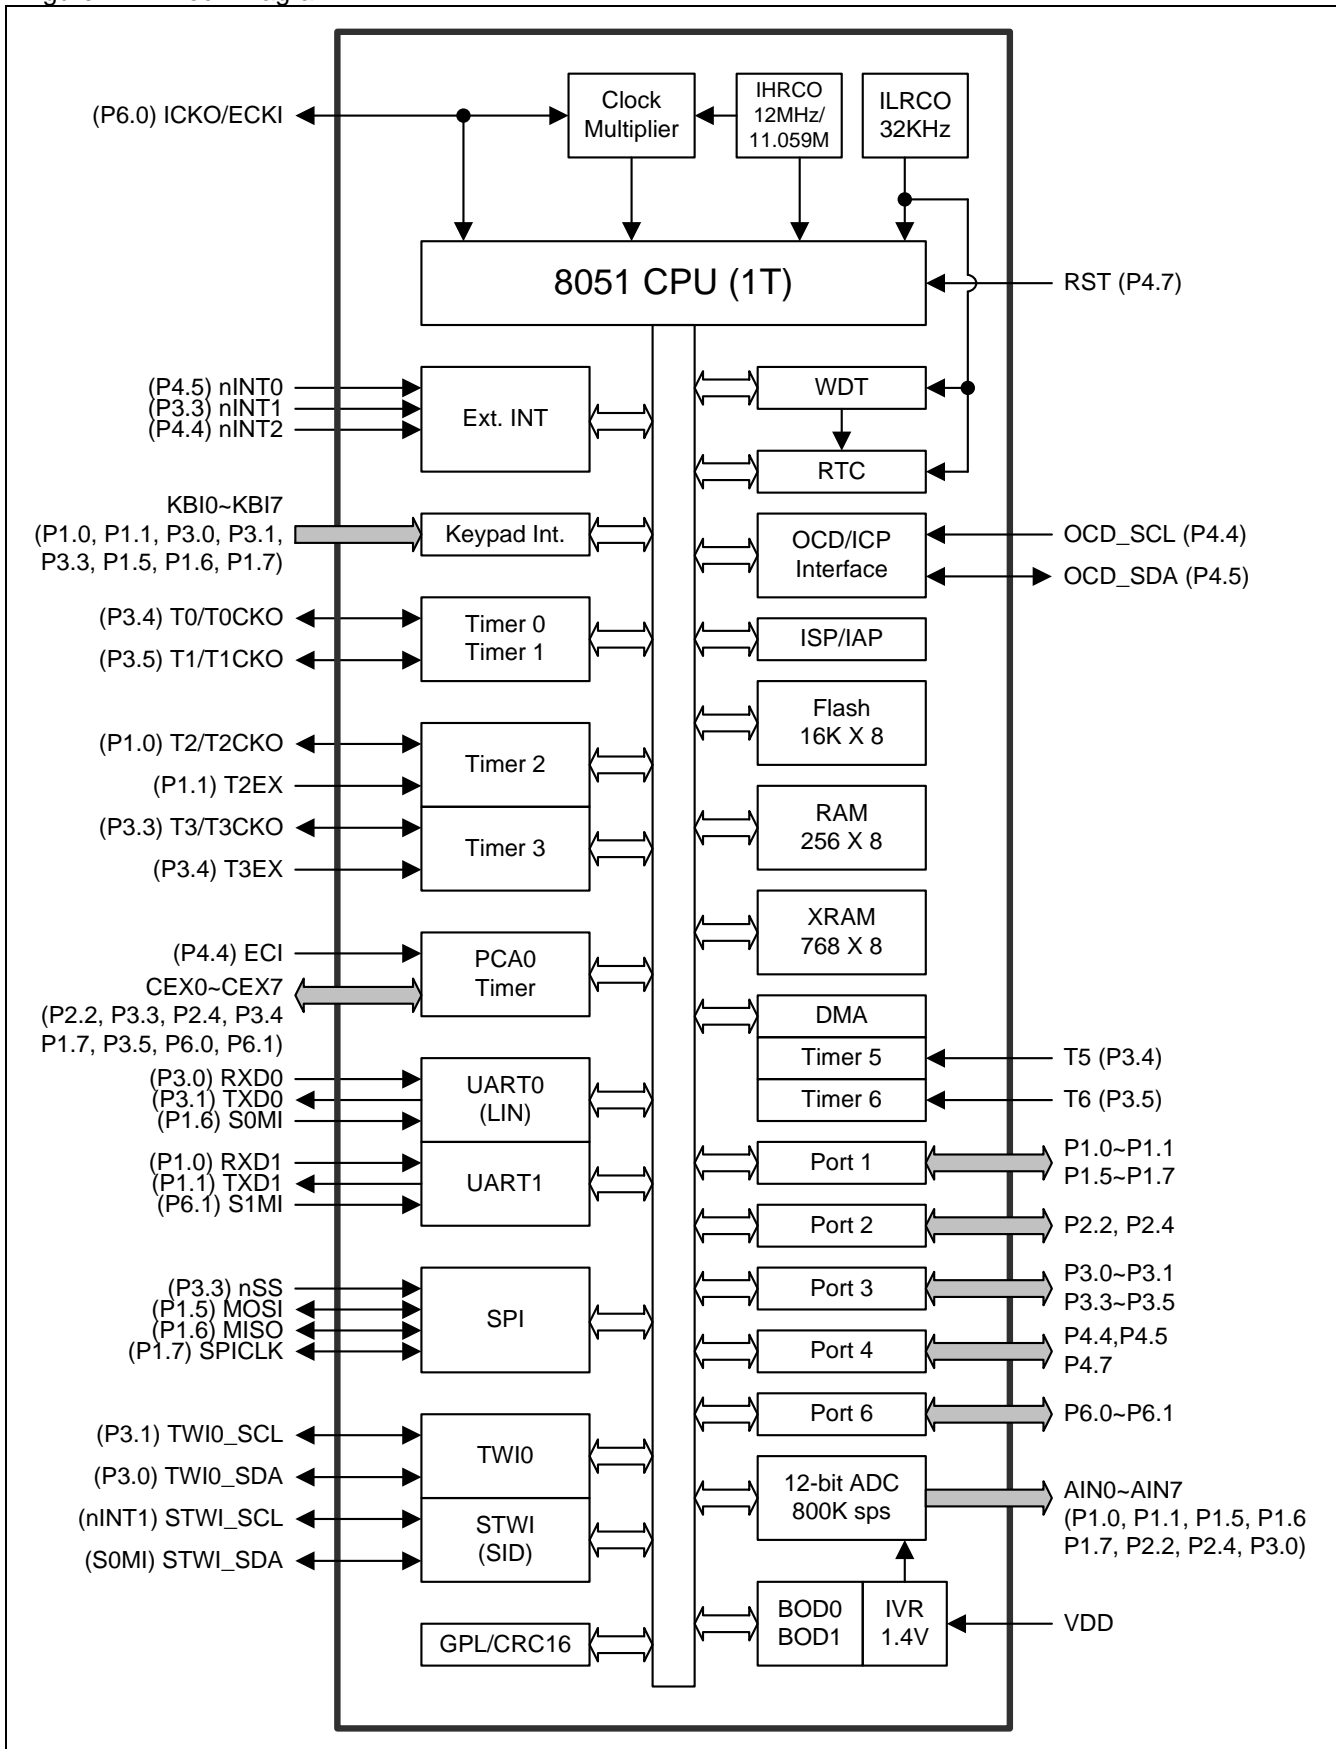 (P6.0) ICKO/ECKI
Clock
Multiplier
IHRCO
12MHz/
11.059M
ILRCO
32KHz
8051 CPU (1T)
RST (P4.7)
(P4.5) nINT0
(P3.3) nINT1
(P4.4) nINT2
Ext. INT
WDT
RTC
KBI0~KBI7
(P1.0, P1.1, P3.0, P3.1,
P3.3, P1.5, P1.6, P1.7)
Keypad Int.
OCD/ICP
Interface
OCD_SCL (P4.4)
OCD_SDA (P4.5)
(P3.4) T0/T0CKO
(P3.5) T1/T1CKO
Timer 0
Timer 1
ISP/IAP
Flash
16K X 8
(P1.0) T2/T2CKO
(P1.1) T2EX
Timer 2
(P3.3) T3/T3CKO
(P3.4) T3EX
Timer 3
RAM
256 X 8
XRAM
768 X 8
(P4.4) ECI
CEX0~CEX7
(P2.2, P3.3, P2.4, P3.4
P1.7, P3.5, P6.0, P6.1)
PCA0
Timer
DMA
Timer 5
Timer 6
T5 (P3.4)
T6 (P3.5)
(P3.0) RXD0
(P3.1) TXD0
(P1.6) S0MI
UART0
(LIN)
(P1.0) RXD1
(P1.1) TXD1
(P6.1) S1MI
UART1
Port 1
P1.0~P1.1
P1.5~P1.7
Port 2
P2.2, P2.4
Port 3
P3.0~P3.1
P3.3~P3.5
Port 4
P4.4,P4.5
P4.7
Port 6
P6.0~P6.1
(P3.3) nSS
(P1.5) MOSI
(P1.6) MISO
(P1.7) SPICLK
SPI
(P3.1) TWI0_SCL
(P3.0) TWI0_SDA
TWI0
(nINT1) STWI_SCL
(S0MI) STWI_SDA
STWI
(SID)
12-bit ADC
800K sps
AIN0~AIN7
(P1.0, P1.1, P1.5, P1.6
P1.7, P2.2, P2.4, P3.0)
GPL/CRC16
BOD0
BOD1
IVR
1.4V
VDD